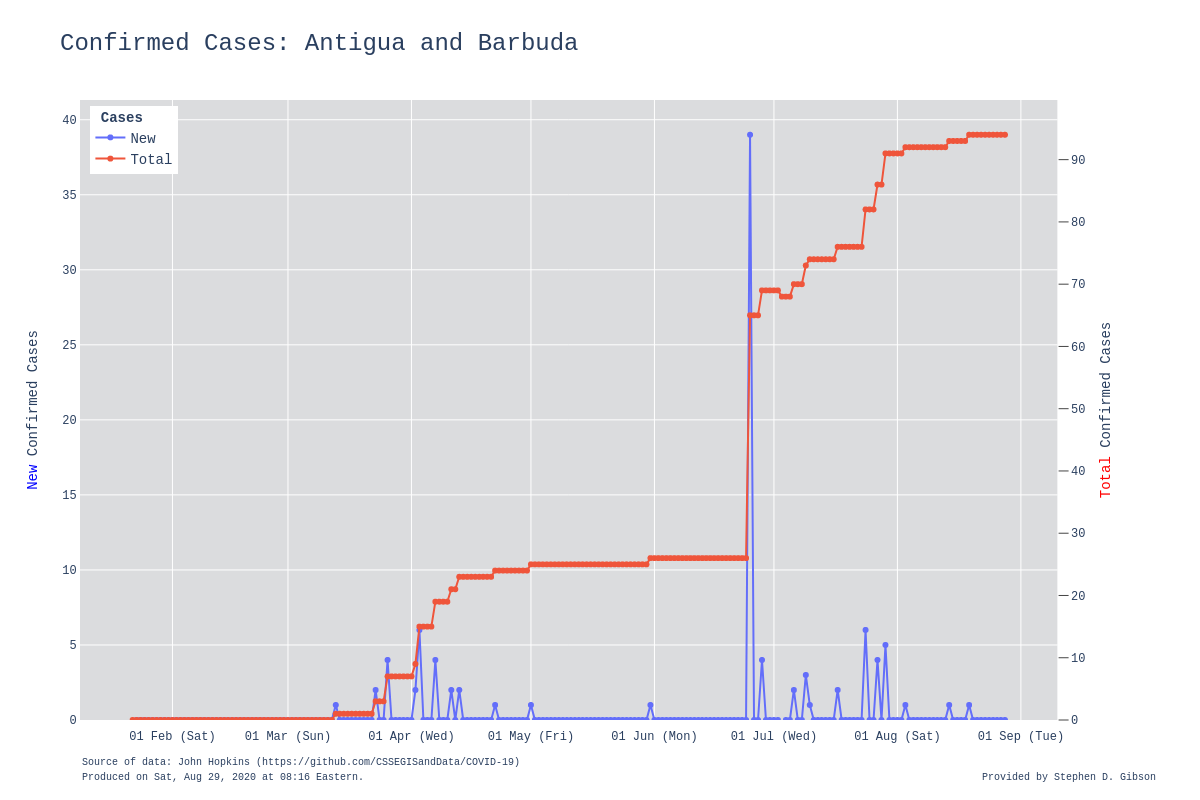 Confirmed Cases: Antigua and Barbuda
Cases
New
Total
40
35
30
25
20
15
10
5
0
90
80
70
60
50
40
30
20
10
0
New Confirmed Cases
Total Confirmed Cases
01 Feb (Sat)
01 Mar (Sun)
01 Apr (Wed)
01 May (Fri)
01 Jun (Mon)
01 Jul (Wed)
01 Aug (Sat)
01 Sep (Tue)
Source of data: John Hopkins (https://github.com/CSSEGISandData/COVID-19)
Produced on Sat, Aug 29, 2020 at 08:16 Eastern.
Provided by Stephen D. Gibson